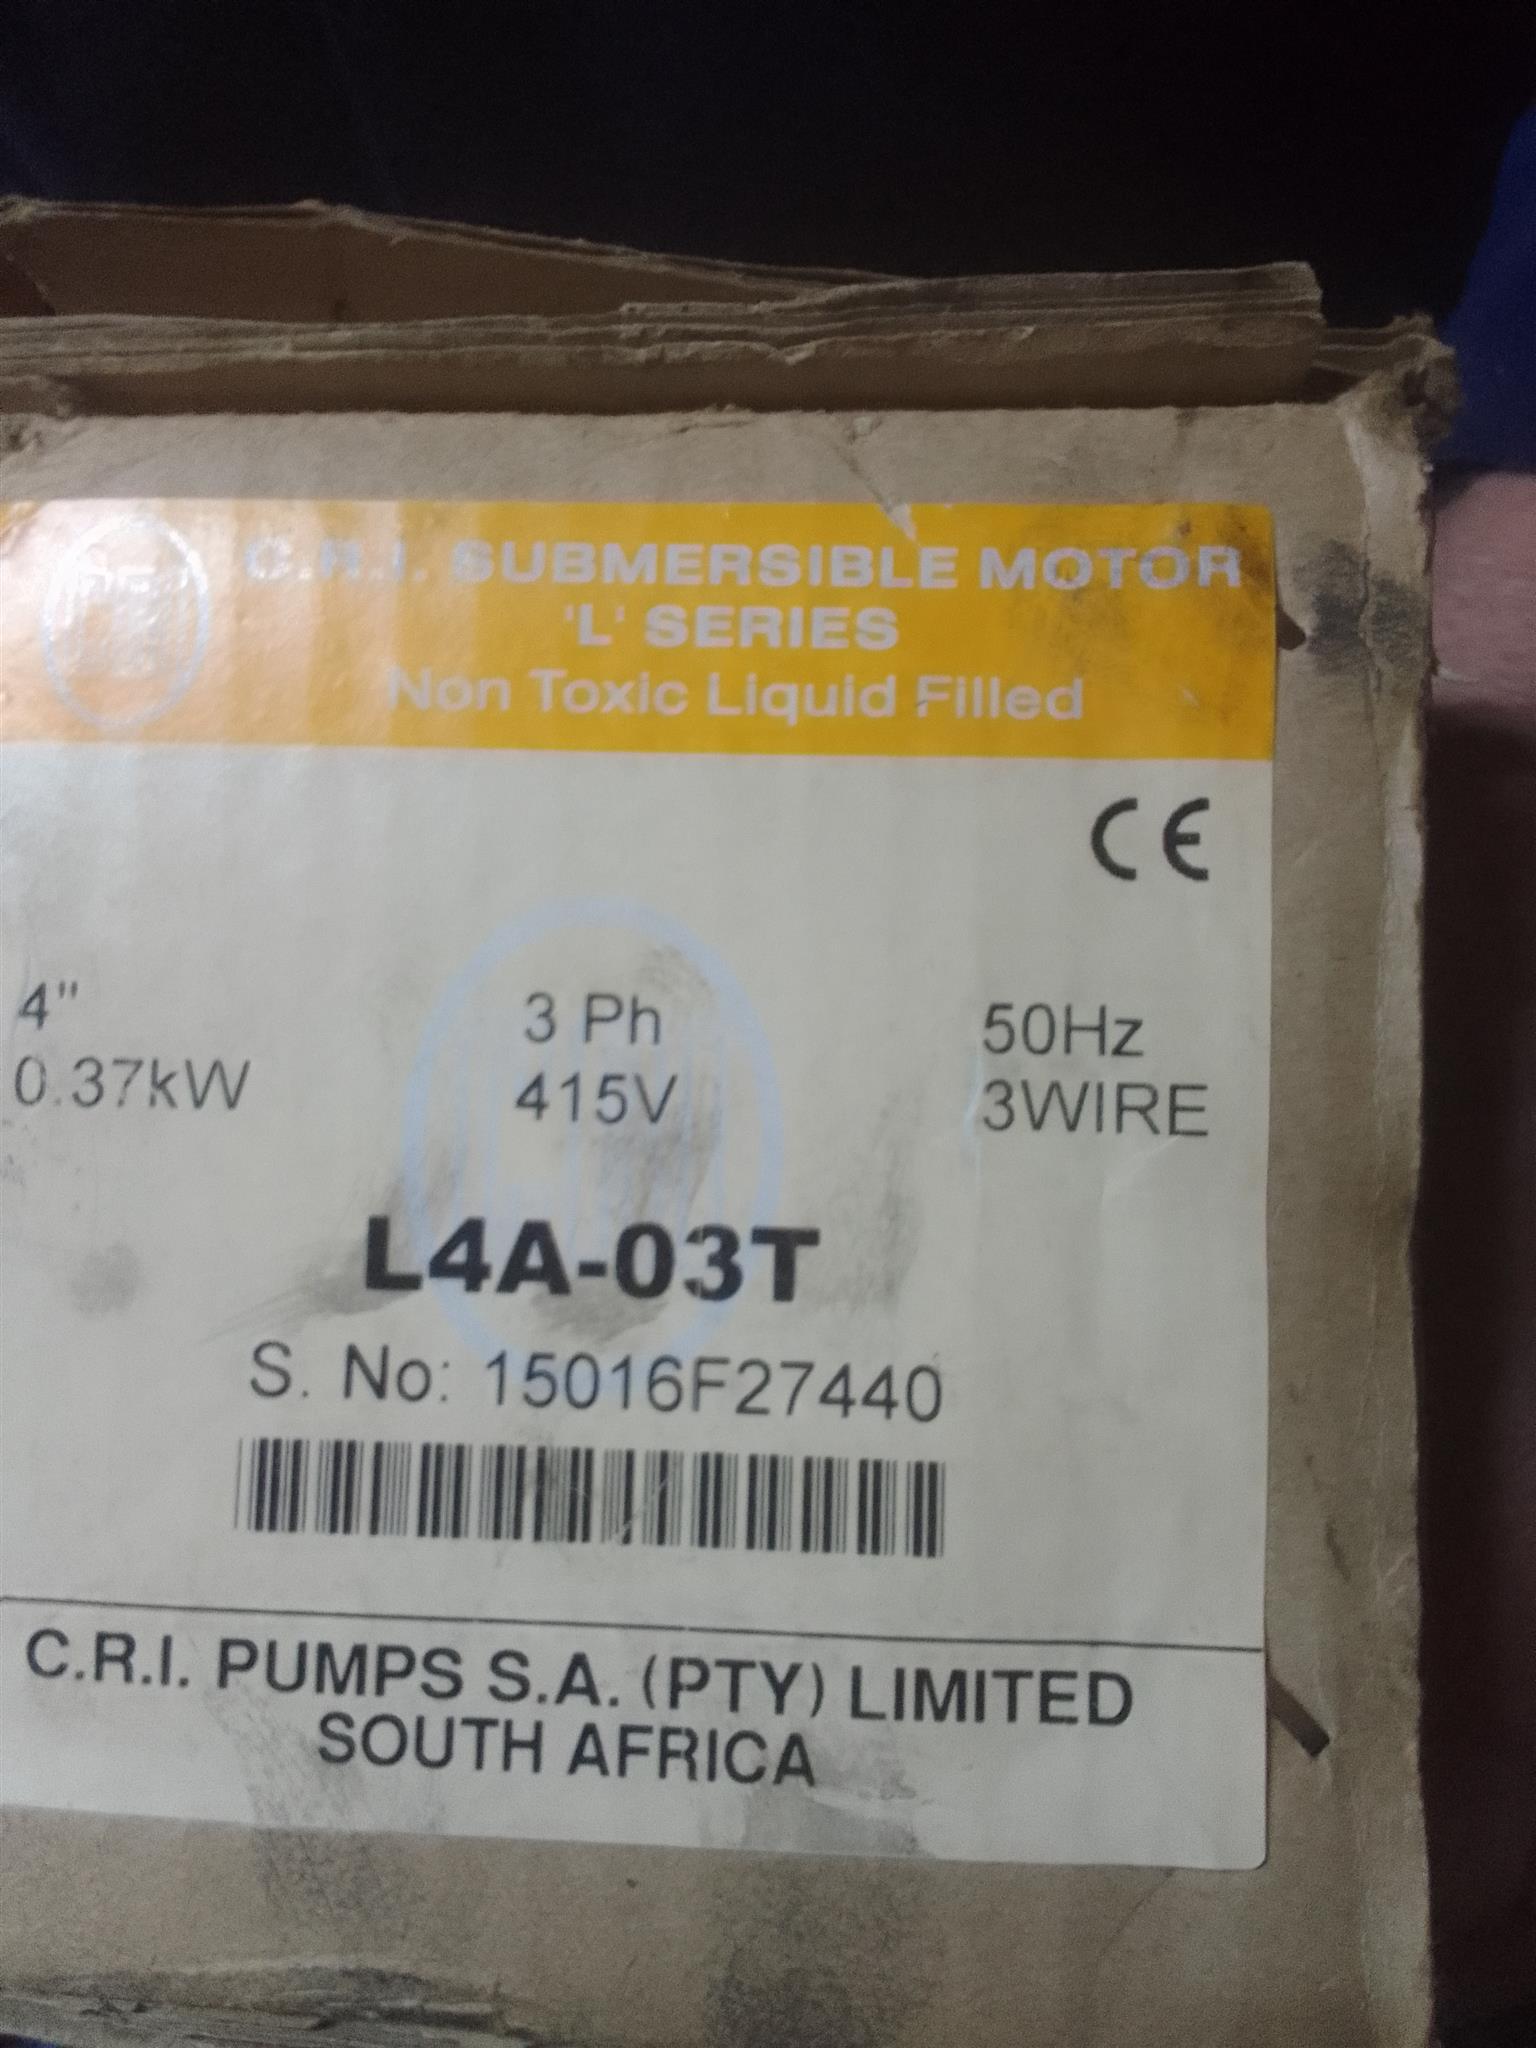 C.R.I. SUBMERSIBLE MOTOR
'L' SERIES
Non Toxic Liquid Filled
CE
4" 3 Ph 50Hz
0.37kW 415V 3WIRE
L4A-03T
S. No: 15016F27440
C.R.I. PUMPS S.A. (PTY) LIMITED
SOUTH AFRICA